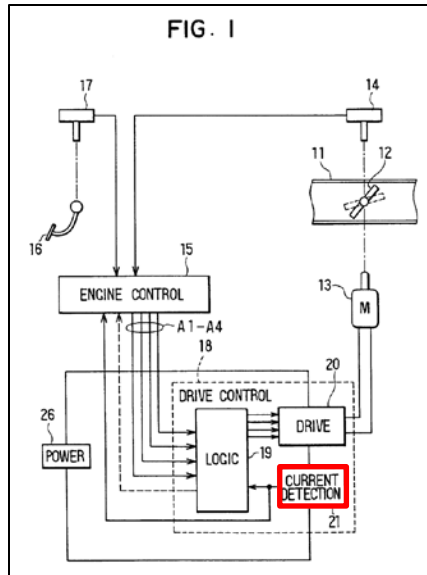 FIG. 1
17
14
11
12
16
15
ENGINE CONTROL
13
M
A1-A4
18
20
DRIVE CONTROL
26
POWER
LOGIC
19
DRIVE
CURRENT
DETECTION
21